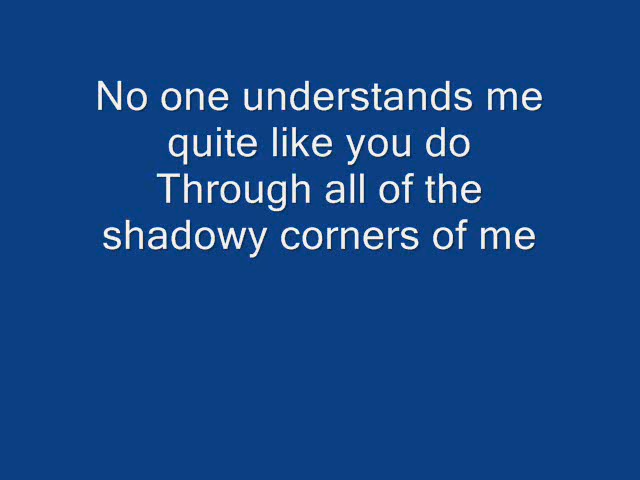 No one understands me
quite like you do
Through all of the
shadowy corners of me